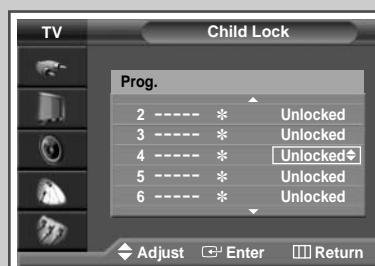 TV Child Lock
Prog.
2 ----- ✻ Unlocked
3 ----- ✻ Unlocked
4 ----- ✻ Unlocked
5 ----- ✻ Unlocked
6 ----- ✻ Unlocked
Adjust Enter Return